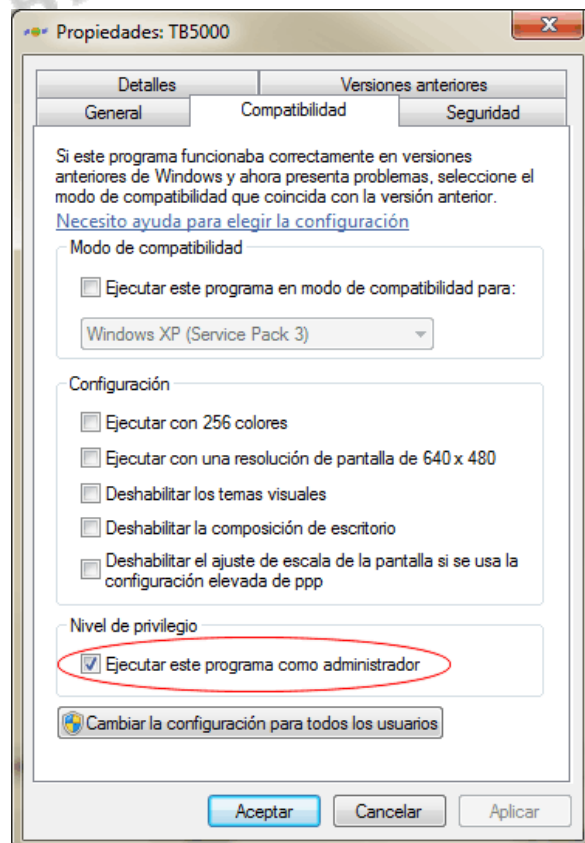 Propiedades: TB5000
Detalles
Versiones anteriores
General
Compatibilidad
Seguridad
Si este programa funcionaba correctamente en versiones
anteriores de Windows y ahora presenta problemas, seleccione el
modo de compatibilidad que coincida con la versión anterior.
Necesito ayuda para elegir la configuración
Modo de compatibilidad
Ejecutar este programa en modo de compatibilidad para:
Windows XP (Service Pack 3)
Configuración
Ejecutar con 256 colores
Ejecutar con una resolución de pantalla de 640 x 480
Deshabilitar los temas visuales
Deshabilitar la composición de escritorio
Deshabilitar el ajuste de escala de la pantalla si se usa la
configuración elevada de ppp
Nivel de privilegio
Ejecutar este programa como administrador
Cambiar la configuración para todos los usuarios
Aceptar
Cancelar
Aplicar